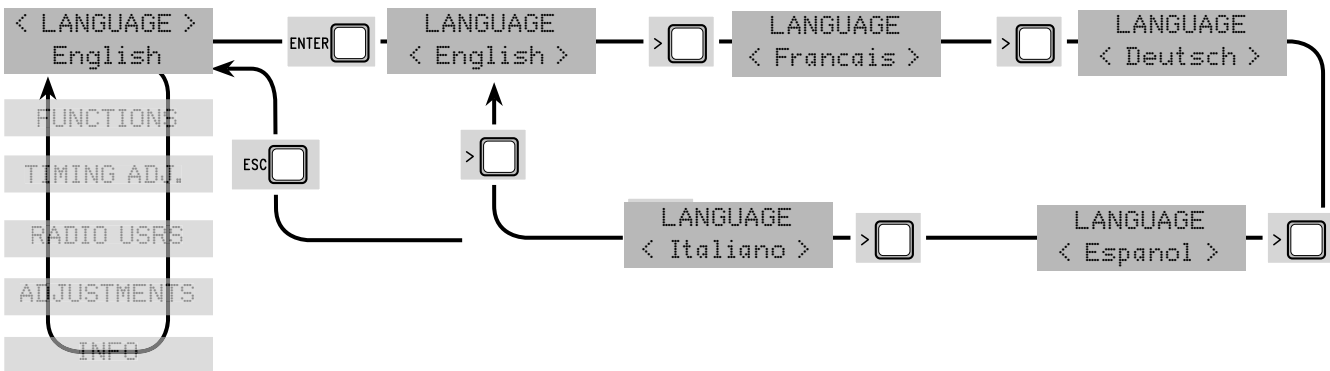 < LANGUAGE >
English
ENTER
LANGUAGE
< English >
>
LANGUAGE
< Francais >
>
LANGUAGE
< Deutsch >
FUNCTIONS
TIMING ADJ.
ESC
>
RADIO USRS
LANGUAGE
< Italiano >
>
LANGUAGE
< Espanol >
>
ADJUSTMENTS
INFO